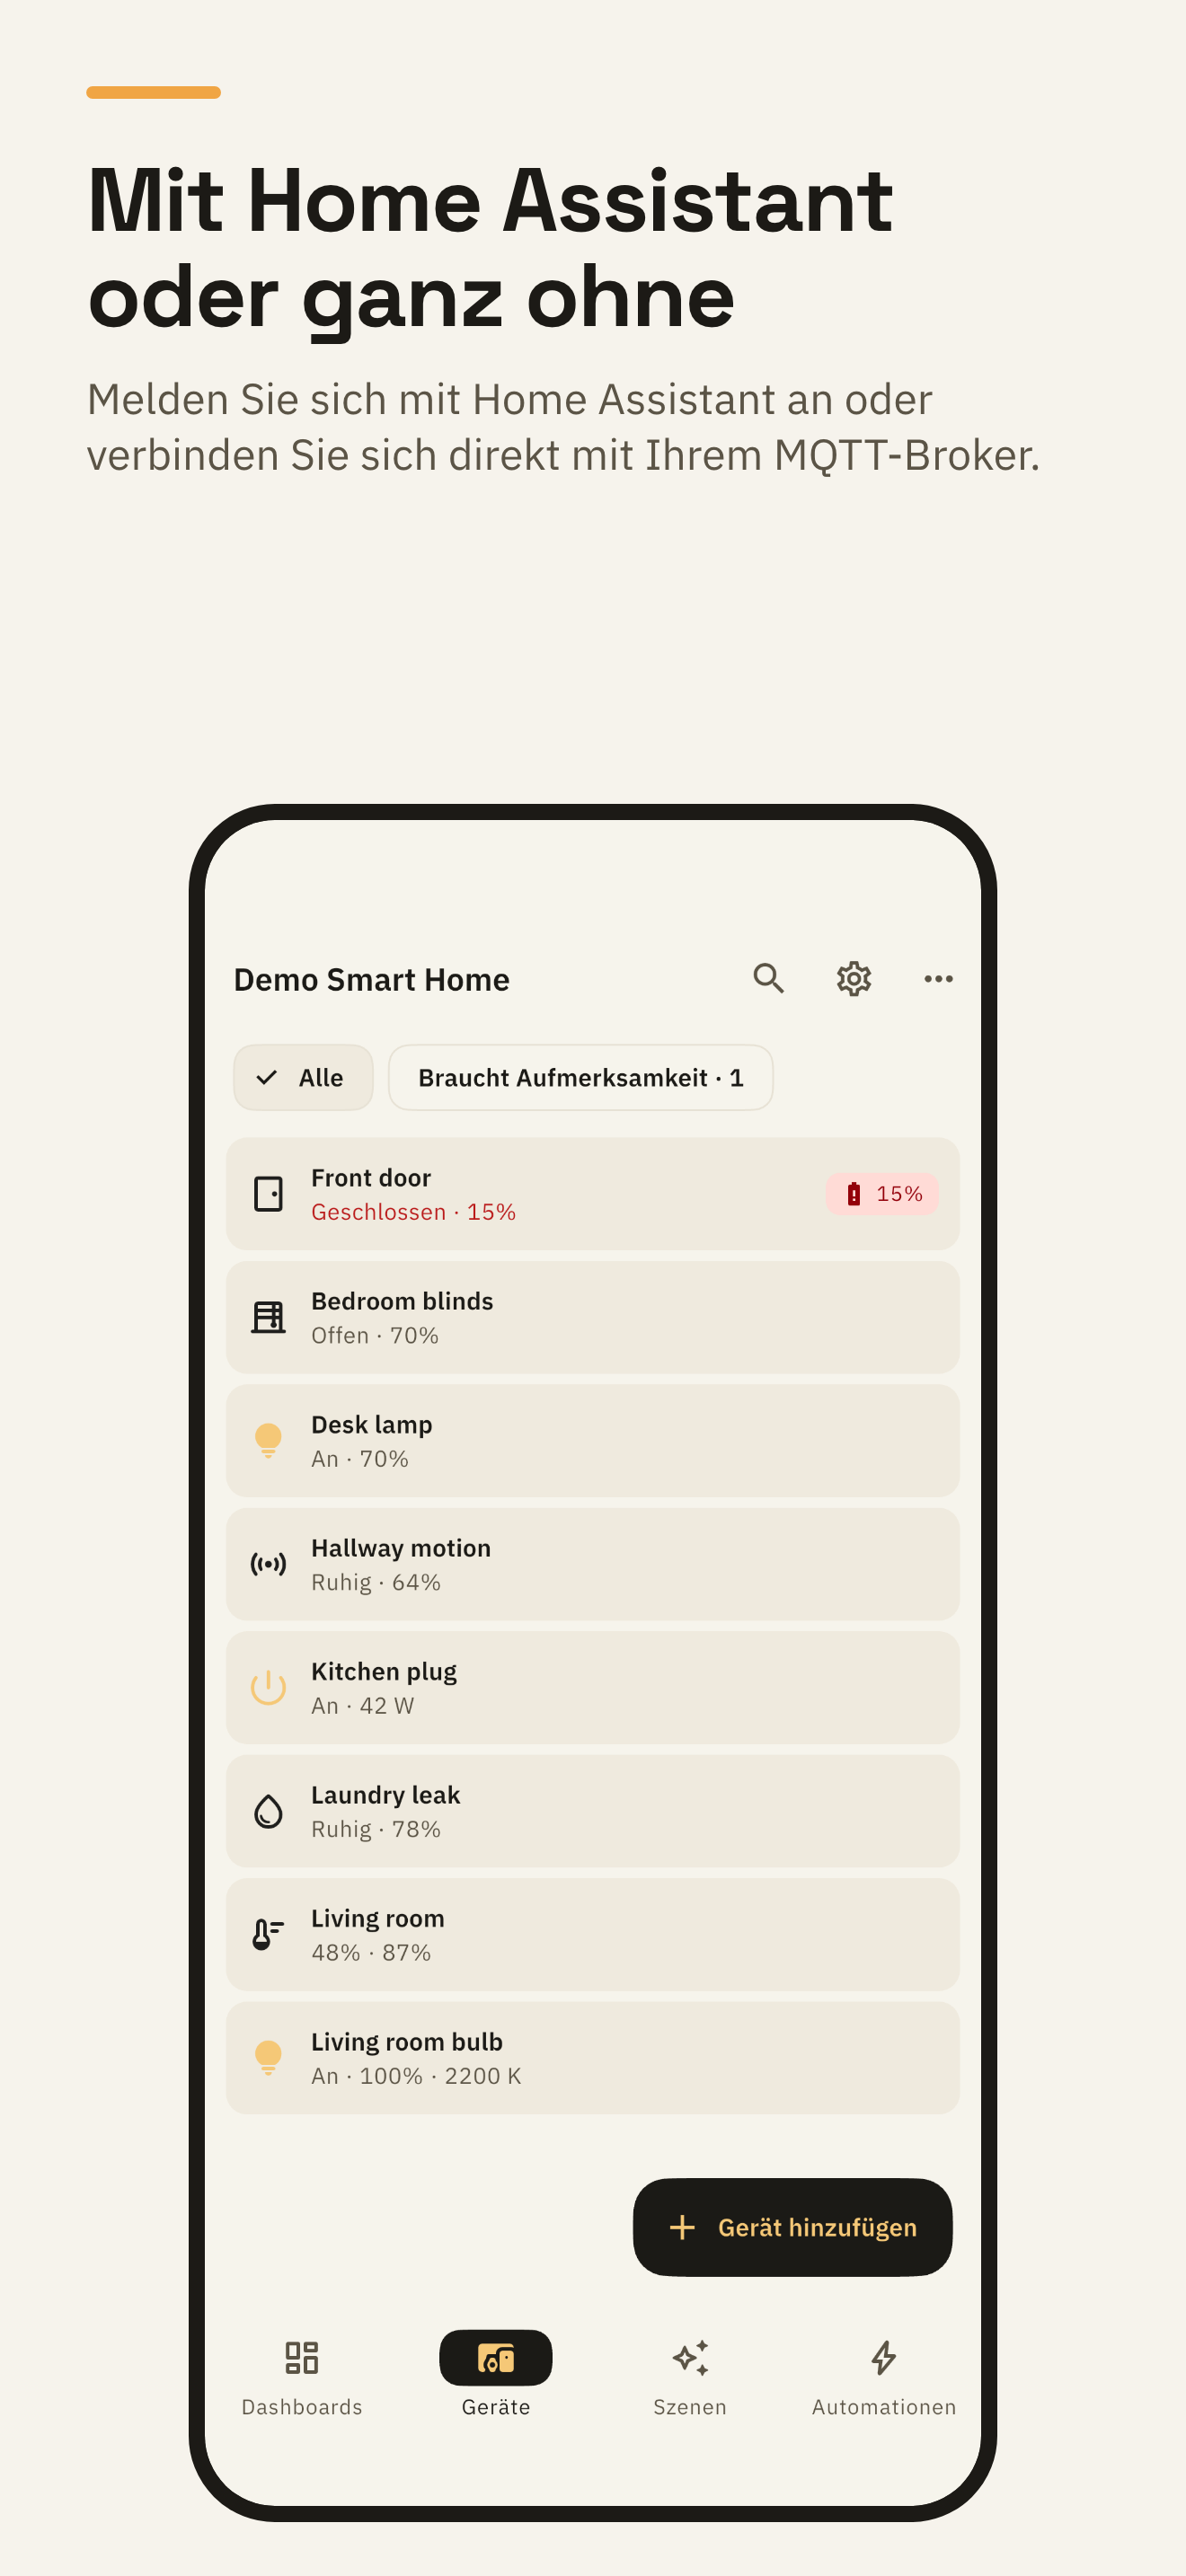 Mit Home Assistant
oder ganz ohne
Melden Sie sich mit Home Assistant an oder
verbinden Sie sich direkt mit Ihrem MQTT-Broker.
Demo Smart Home
Alle
Braucht Aufmerksamkeit · 1
Front door
Geschlossen · 15%
15%
Bedroom blinds
Offen · 70%
Desk lamp
An · 70%
Hallway motion
Ruhig · 64%
Kitchen plug
An · 42 W
Laundry leak
Ruhig · 78%
Living room
48% · 87%
Living room bulb
An · 100% · 2200 K
Gerät hinzufügen
Dashboards
Geräte
Szenen
Automationen